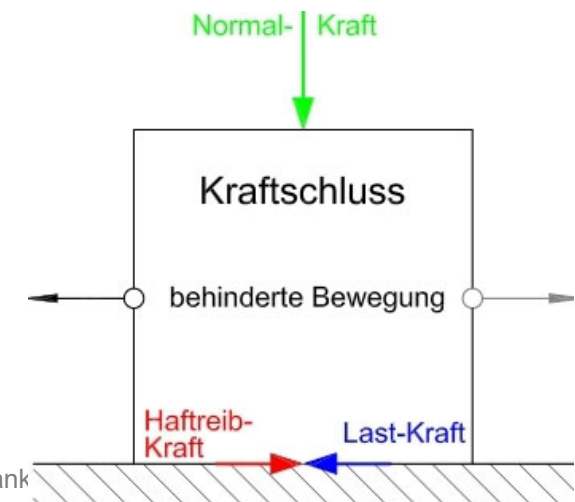 Normal- Kraft
Kraftschluss
behinderte Bewegung
Haftreib-
Kraft
Last-Kraft